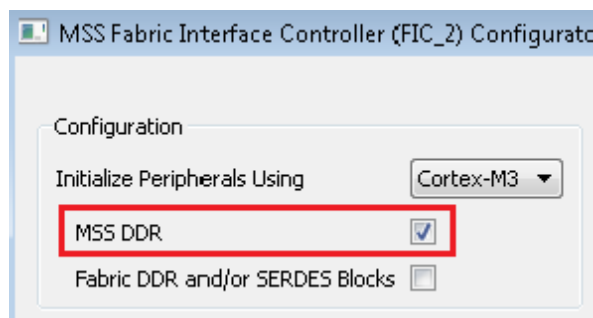 MSS Fabric Interface Controller (FIC_2) Configurato
Configuration
Initialize Peripherals Using Cortex-M3
MSS DDR
Fabric DDR and/or SERDES Blocks